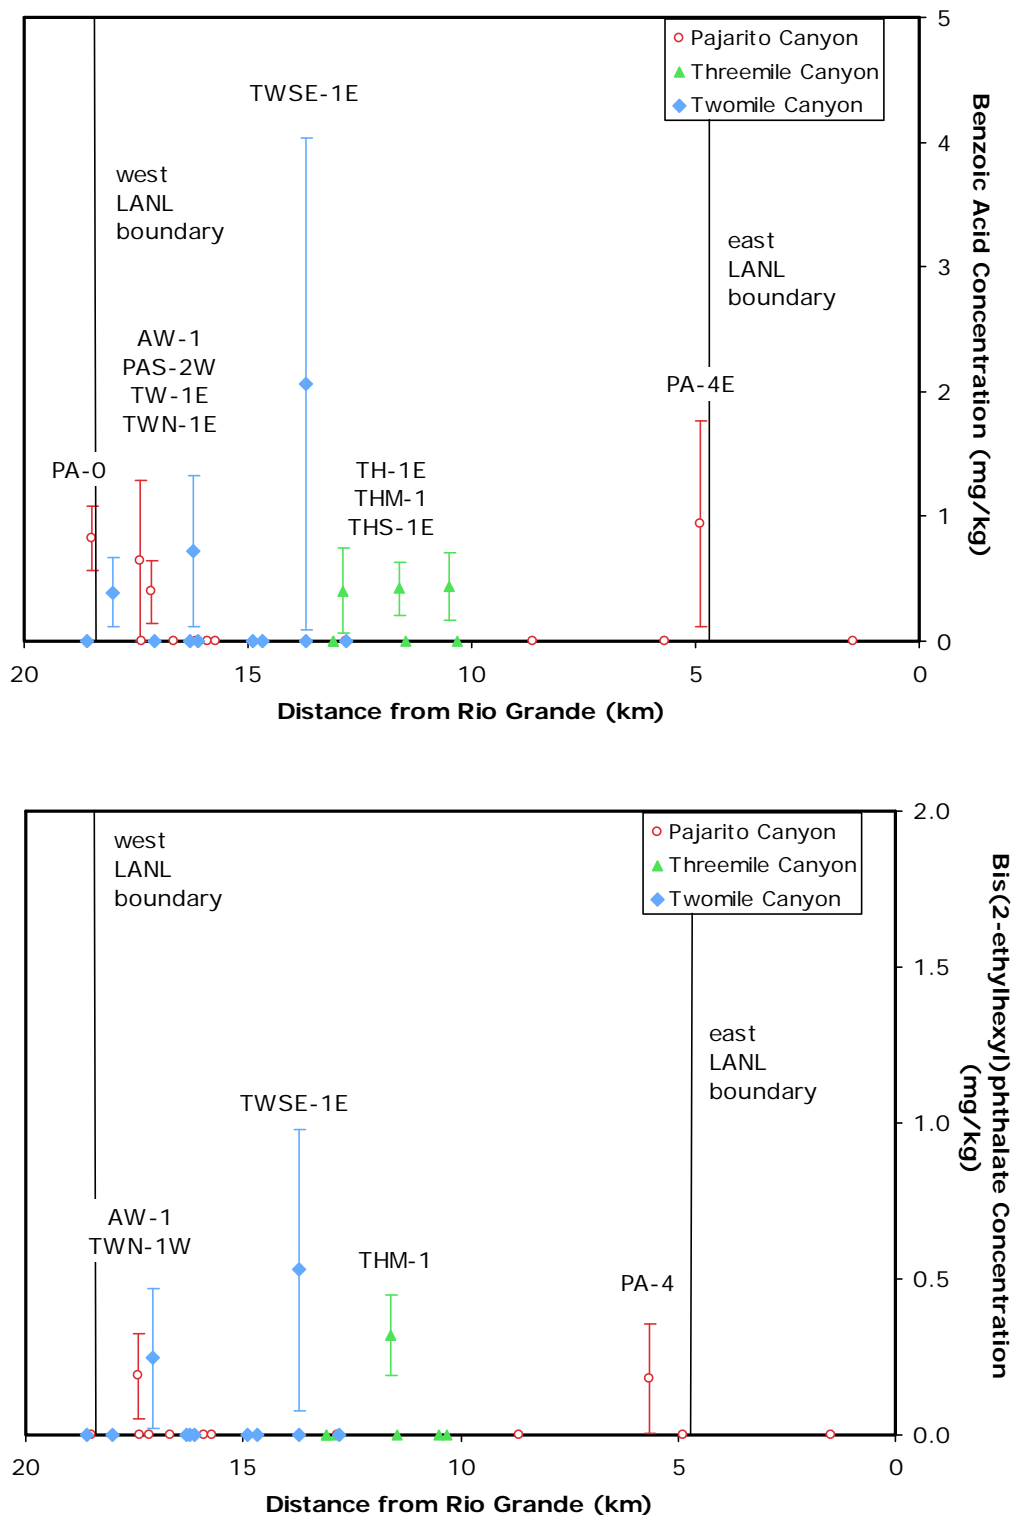 Pajarito Canyon
Threemile Canyon
Twomile Canyon
TWSE-1E
west
LANL
boundary
east
LANL
boundary
AW-1
PAS-2W
TW-1E
TWN-1E
PA-0
TH-1E
THM-1
THS-1E
PA-4E
5
4
3
2
1
0
Benzoic Acid Concentration (mg/kg)
20
15
10
5
0
Distance from Rio Grande (km)
Pajarito Canyon
Threemile Canyon
Twomile Canyon
west
LANL
boundary
east
LANL
boundary
TWSE-1E
AW-1
TWN-1W
THM-1
PA-4
2.0
1.5
1.0
0.5
0.0
Bis(2-ethylhexyl)phthalate Concentration
(mg/kg)
20
15
10
5
0
Distance from Rio Grande (km)